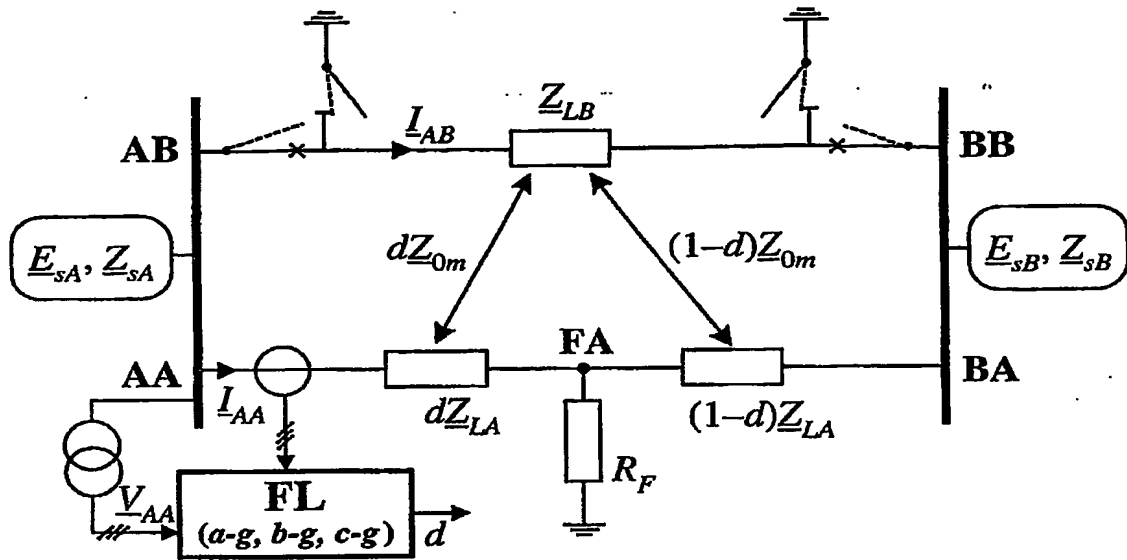 AB
I_AB
Z_LB
BB
E_sA, Z_sA
dZ_0m
(1–d)Z_0m
E_sB, Z_sB
AA
I_AA
dZ_LA
FA
(1–d)Z_LA
BA
V_AA
FL
(a-g, b-g, c-g)
d
R_F